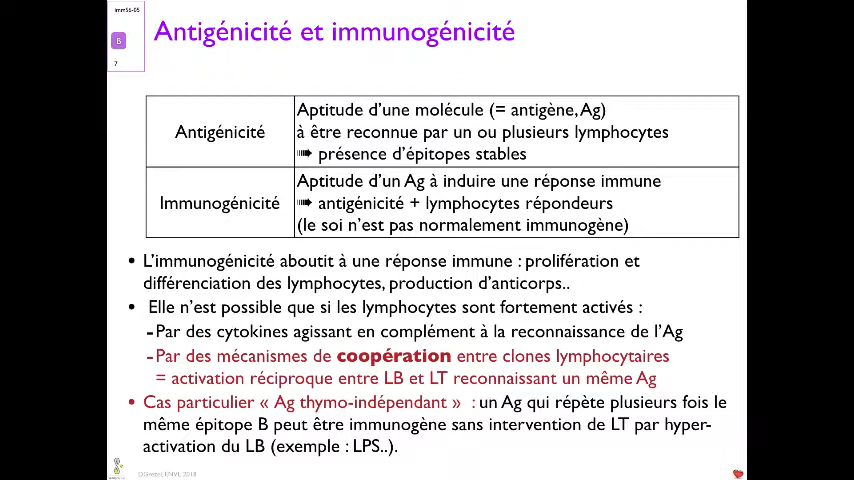 imm56-05
B
7
Antigénicité et immunogénicité
Antigénicité
Aptitude d'une molécule (= antigène, Ag)
à être reconnue par un ou plusieurs lymphocytes
➠ présence d'épitopes stables
Immunogénicité
Aptitude d'un Ag à induire une réponse immune
➠ antigénicité + lymphocytes répondeurs
(le soi n'est pas normalement immunogène)
• L'immunogénicité aboutit à une réponse immune : prolifération et
différenciation des lymphocytes, production d'anticorps..
• Elle n'est possible que si les lymphocytes sont fortement activés :
-Par des cytokines agissant en complément à la reconnaissance de l'Ag
-Par des mécanismes de coopération entre clones lymphocytaires
= activation réciproque entre LB et LT reconnaissant un même Ag
• Cas particulier « Ag thymo-indépendant » : un Ag qui répète plusieurs fois le
même épitope B peut être immunogène sans intervention de LT par hyper-
activation du LB (exemple : LPS..).